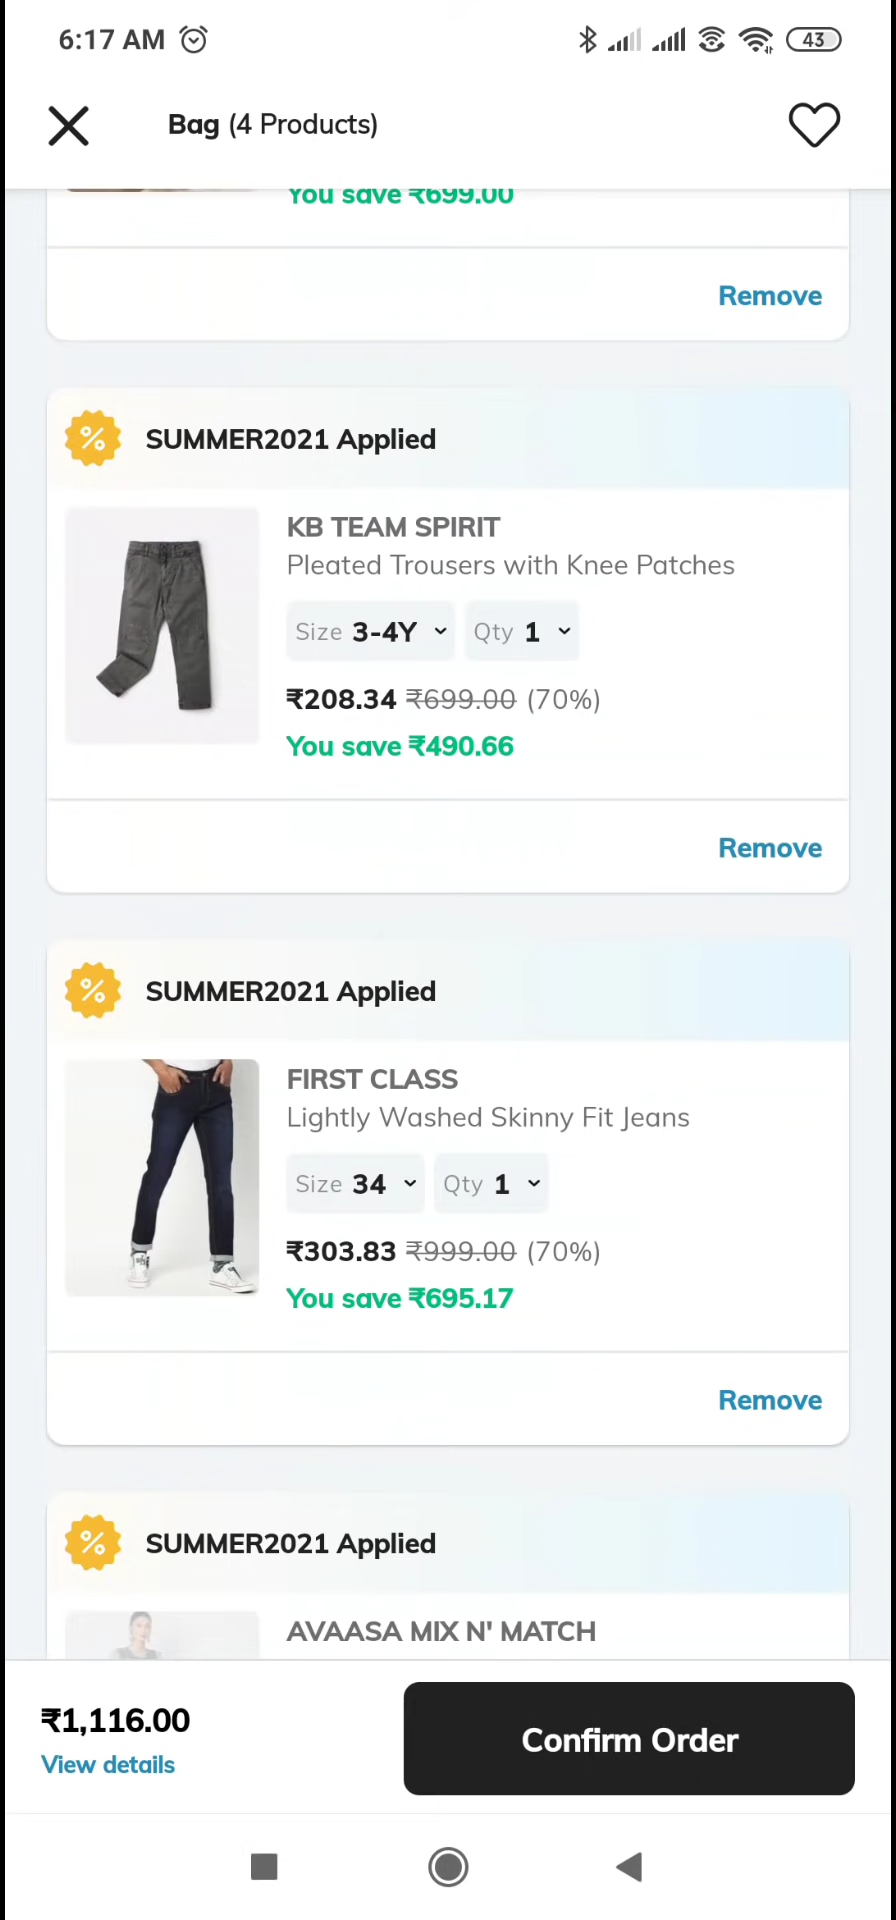 6:17 AM
43
Bag (4 Products)
You save ₹699.00
Remove
SUMMER2021 Applied
KB TEAM SPIRIT
Pleated Trousers with Knee Patches
Size 3-4Y Qty 1
₹208.34 ₹699.00 (70%)
You save ₹490.66
Remove
SUMMER2021 Applied
FIRST CLASS
Lightly Washed Skinny Fit Jeans
Size 34 Qty 1
₹303.83 ₹999.00 (70%)
You save ₹695.17
Remove
SUMMER2021 Applied
AVAASA MIX N' MATCH
₹1,116.00
View details
Confirm Order